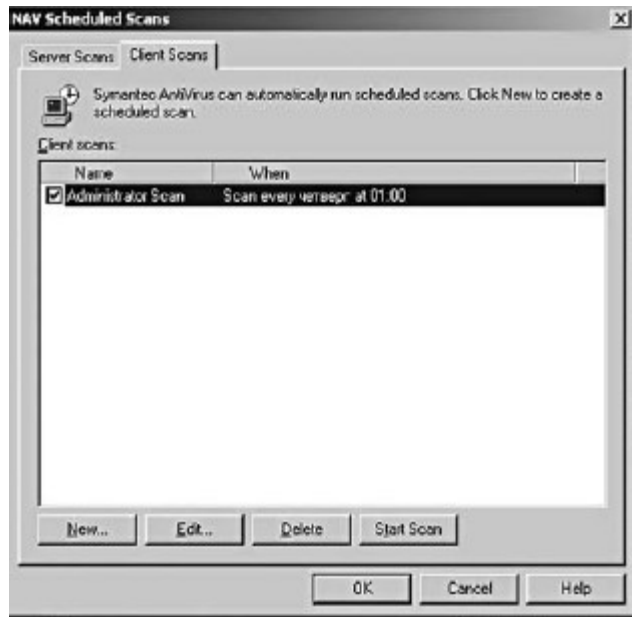 NAV Scheduled Scans
Server Scans Client Scans
Symantec AntiVirus can automatically run scheduled scans. Click New to create a
scheduled scan.
Client scans:
Name When
Administrator Scan Scan every четверг at 01:00
New... Edit... Delete Start Scan
OK Cancel Help